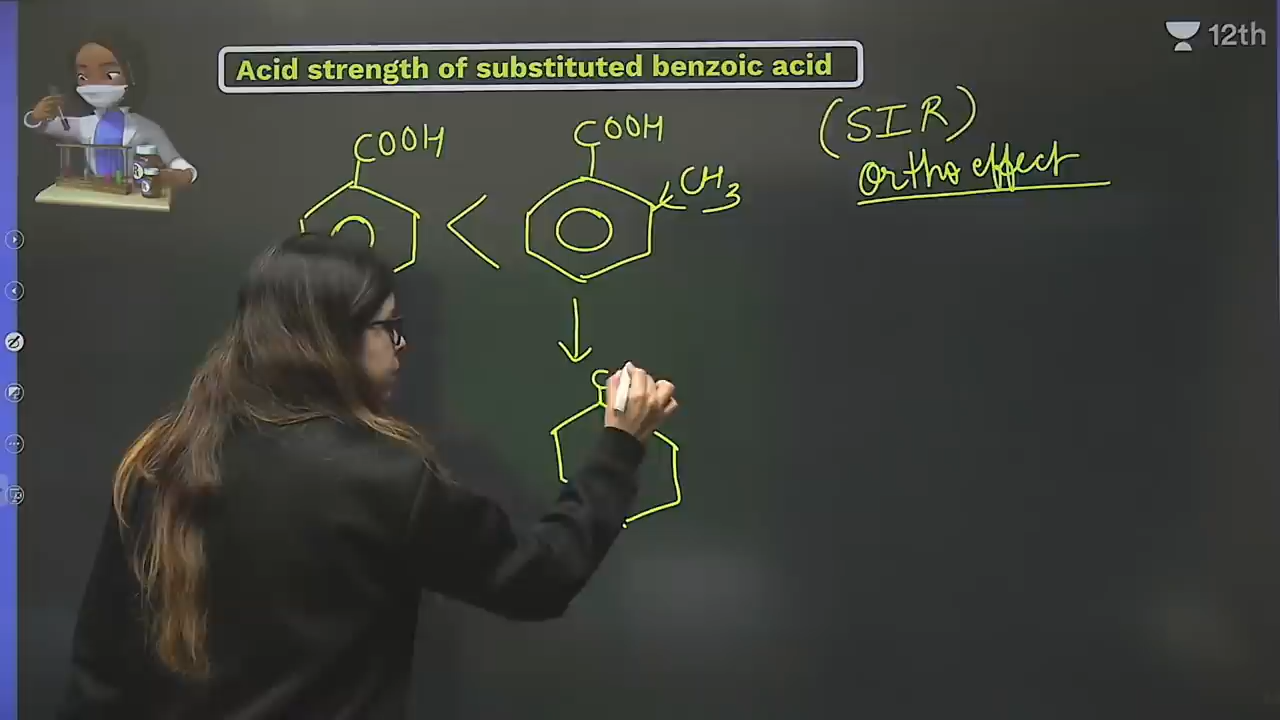 12th
Acid strength of substituted benzoic acid
(SIR)
Ortho effect
COOH
<
COOH
CH3
C